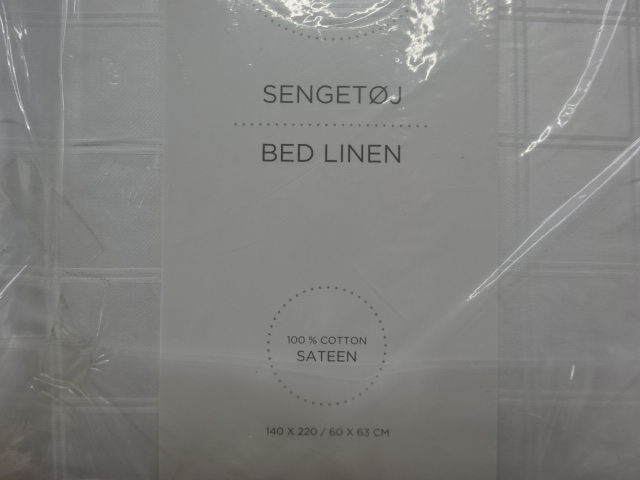 SENGETØJ
BED LINEN
100 % COTTON
SATEEN
140 X 220 / 60 X 63 CM